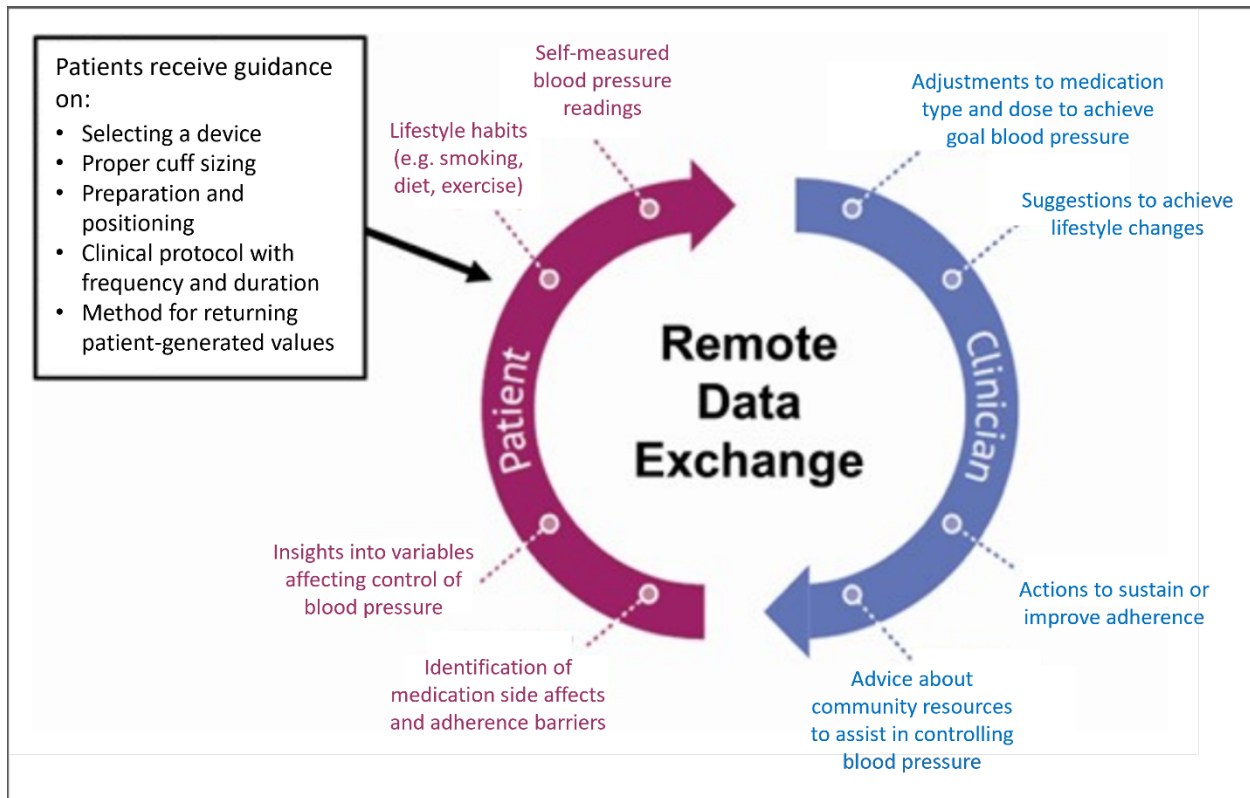 Patients receive guidance
on:
• Selecting a device
• Proper cuff sizing
• Preparation and
positioning
• Clinical protocol with
frequency and duration
• Method for returning
patient-generated values
Self-measured
blood pressure
readings
Lifestyle habits
(e.g. smoking,
diet, exercise)
Patient
Insights into variables
affecting control of
blood pressure
Identification of
medication side affects
and adherence barriers
Remote
Data
Exchange
Adjustments to medication
type and dose to achieve
goal blood pressure
Suggestions to achieve
lifestyle changes
Clinician
Actions to sustain or
improve adherence
Advice about
community resources
to assist in controlling
blood pressure